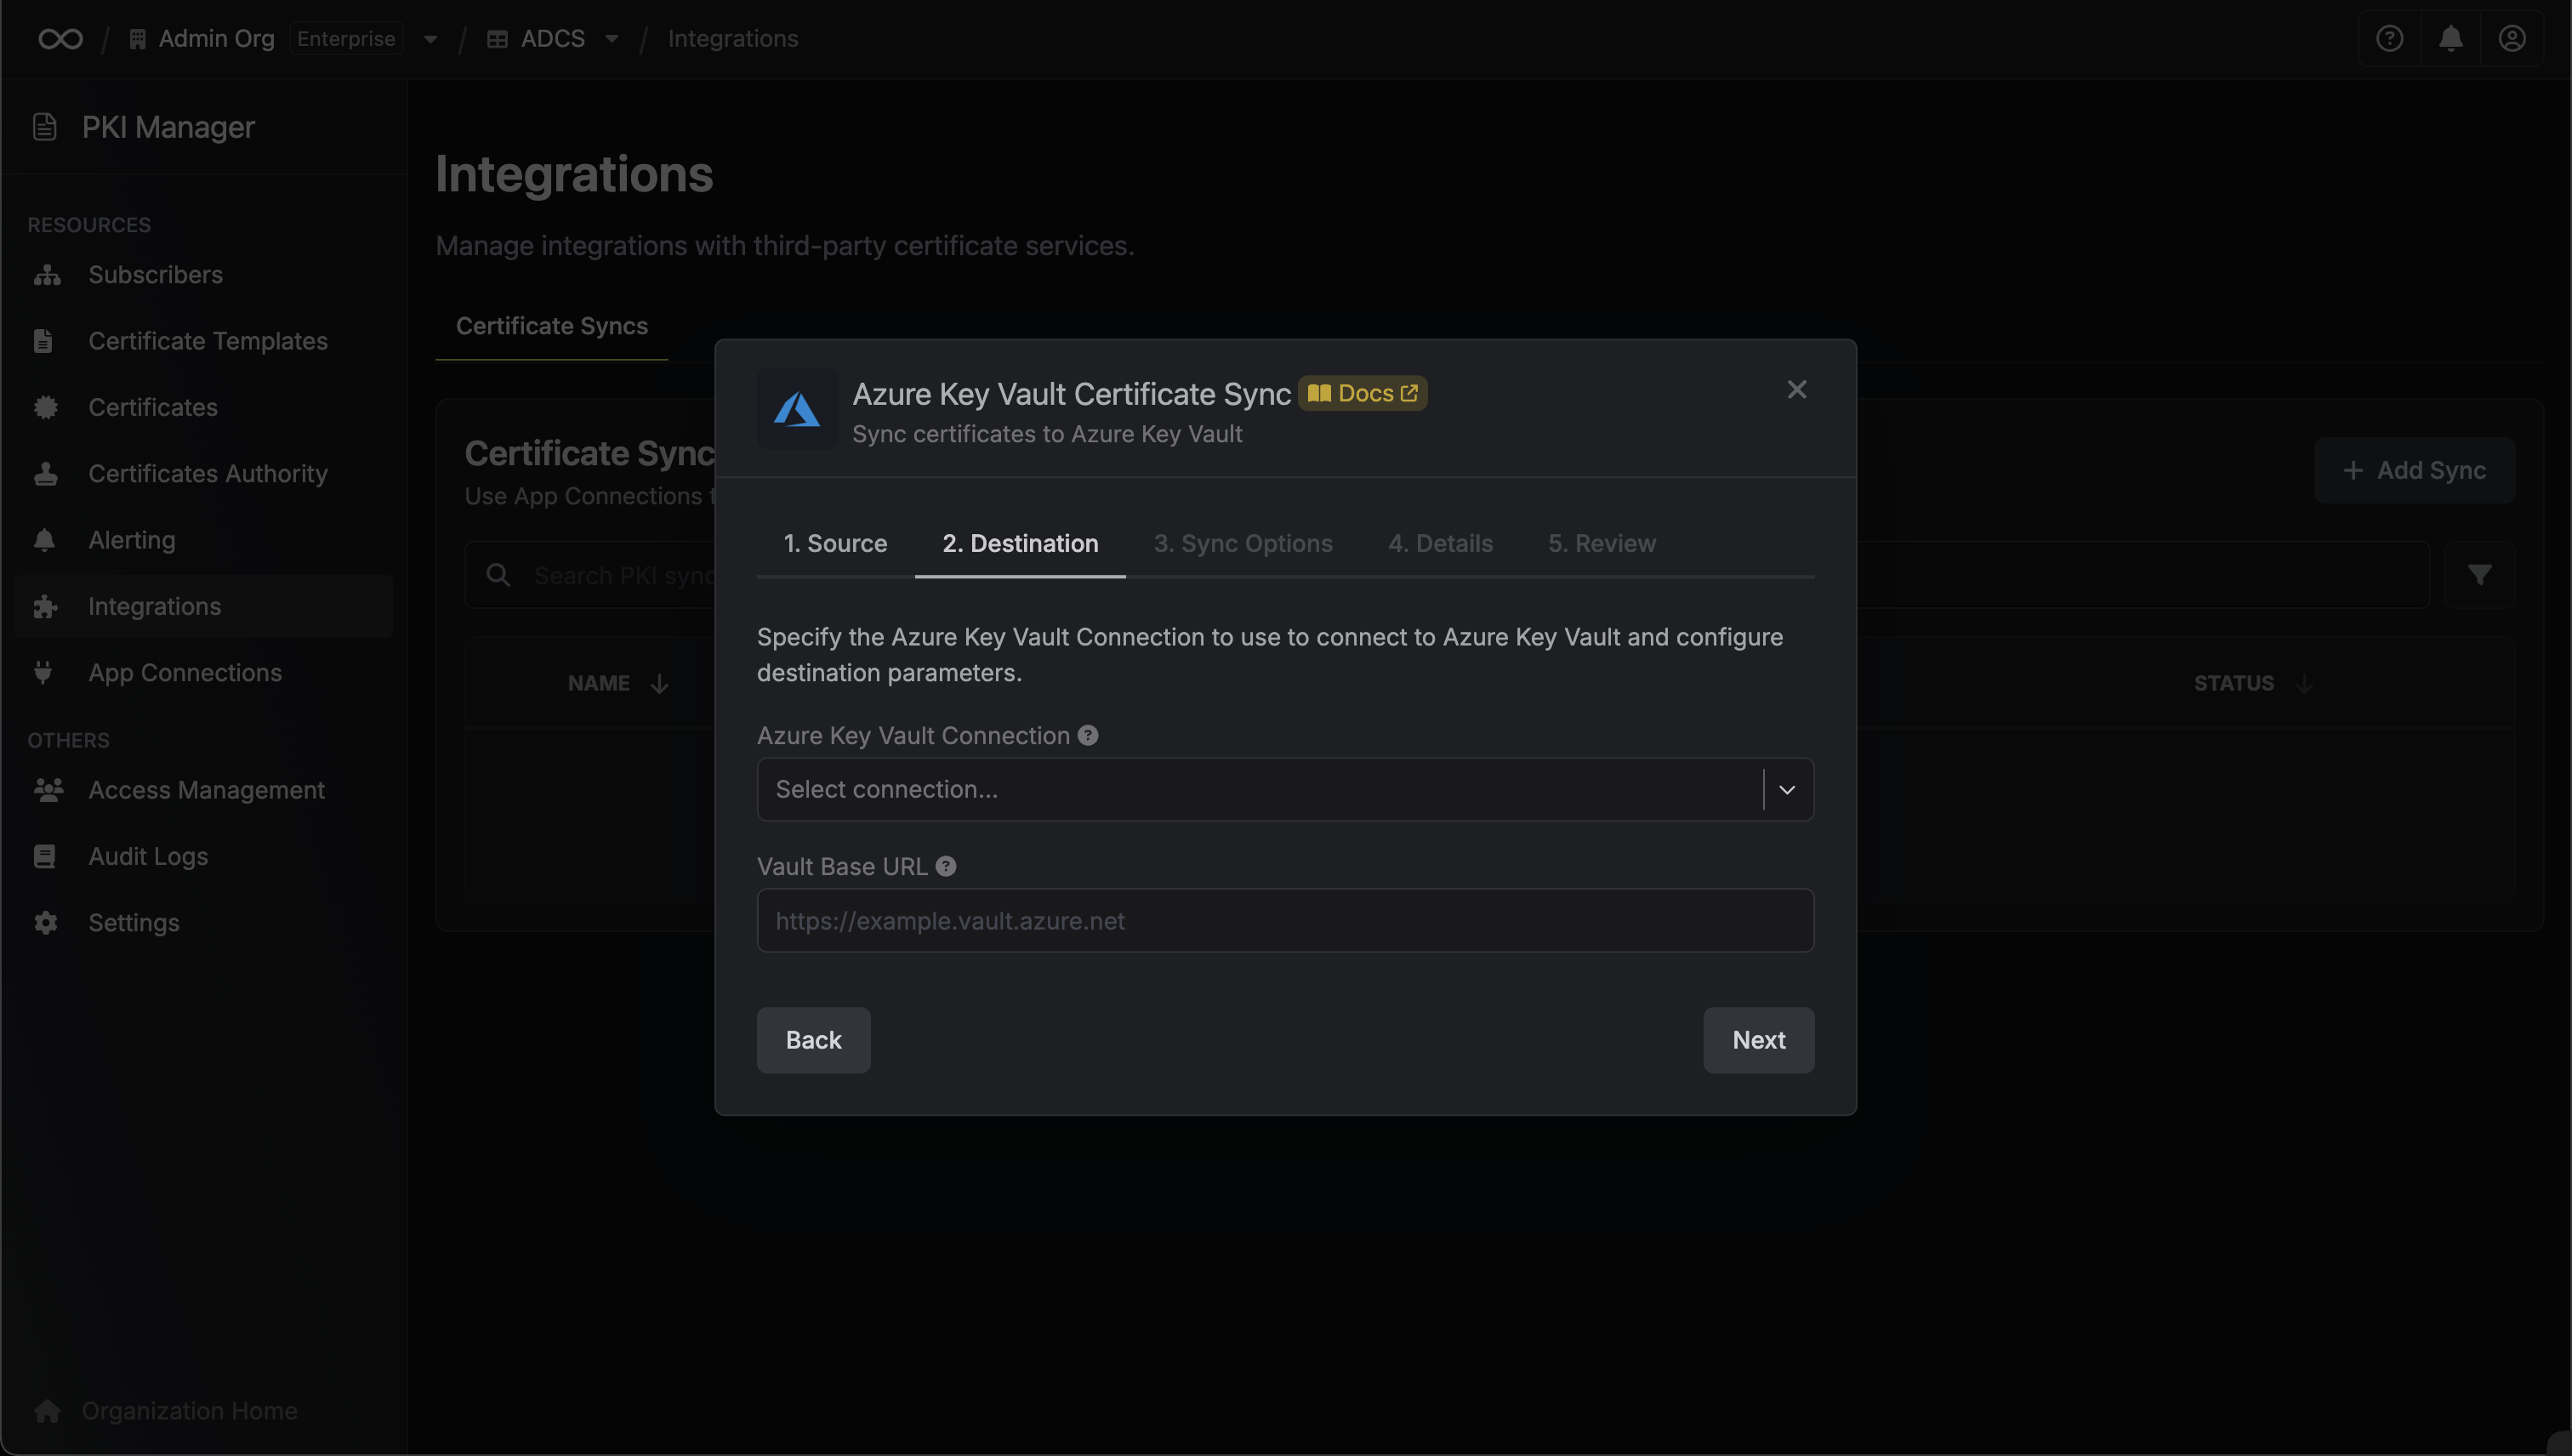 Admin Org Enterprise
ADCS
Integrations
PKI Manager
RESOURCES
Subscribers
Certificate Templates
Certificates
Certificates Authority
Alerting
Integrations
App Connections
OTHERS
Access Management
Audit Logs
Settings
Organization Home
Integrations
Manage integrations with third-party certificate services.
Certificate Syncs
Certificate Sync
Use App Connections t
Add Sync
Search PKI sync
NAME
STATUS
Azure Key Vault Certificate Sync Docs
Sync certificates to Azure Key Vault
1. Source 2. Destination 3. Sync Options 4. Details 5. Review
Specify the Azure Key Vault Connection to use to connect to Azure Key Vault and configure
destination parameters.
Azure Key Vault Connection
Select connection...
Vault Base URL
https://example.vault.azure.net
Back
Next